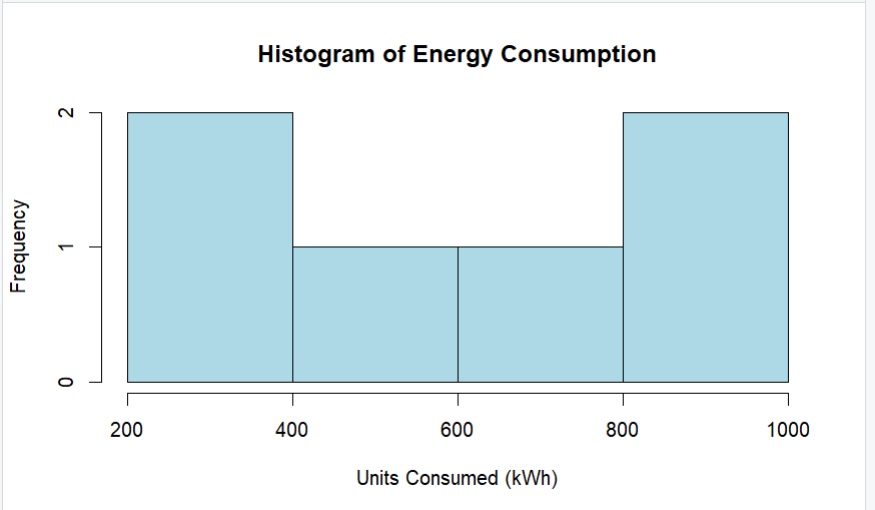 Histogram of Energy Consumption
2
1
0
Frequency
200 400 600 800 1000
Units Consumed (kWh)